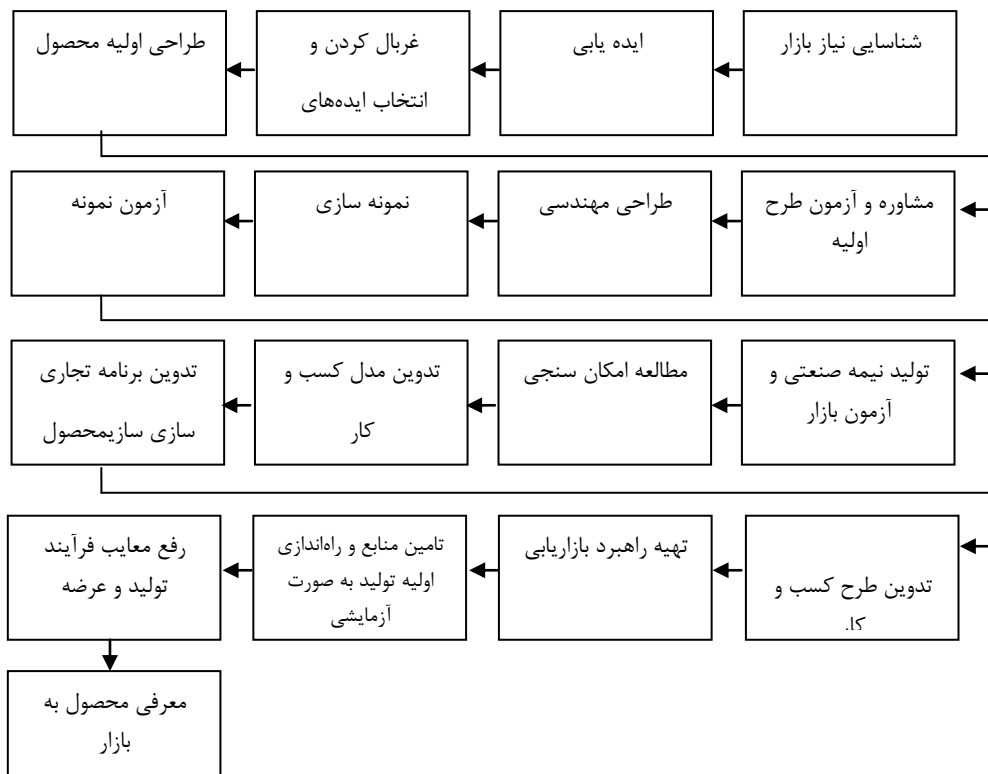 شناسایی نیاز بازار
ایده یابی
غربال کردن و
انتخاب ایده‌های
طراحی اولیه محصول
مشاوره و آزمون طرح
اولیه
طراحی مهندسی
نمونه سازی
آزمون نمونه
تولید نیمه صنعتی و
آزمون بازار
مطالعه امکان سنجی
تدوین مدل کسب و
کار
تدوین برنامه تجاری
سازی سازیمحصول
تدوین طرح کسب و
کار
تهیه راهبرد بازاریابی
تامین منابع و راه‌اندازی
اولیه تولید به صورت
آزمایشی
رفع معایب فرآیند
تولید و عرضه
معرفی محصول به
بازار